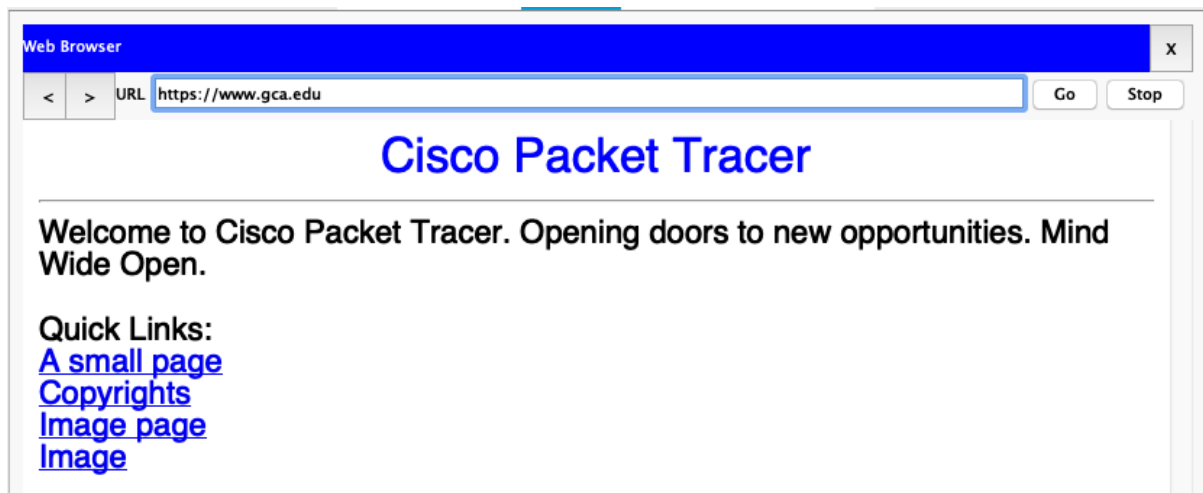 Web Browser
X
< > URL https://www.gca.edu Go Stop
Cisco Packet Tracer
Welcome to Cisco Packet Tracer. Opening doors to new opportunities. Mind
Wide Open.
Quick Links:
A small page
Copyrights
Image page
Image